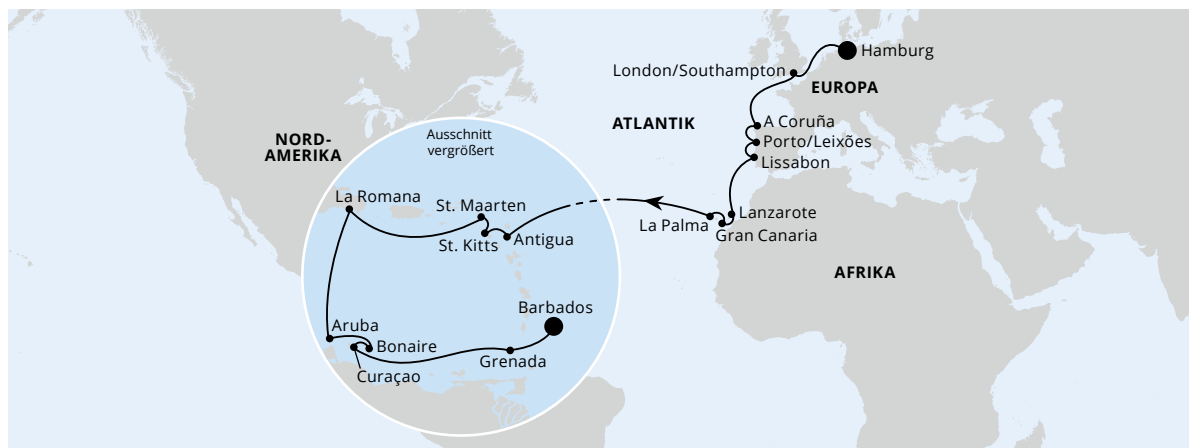 Hamburg
London/Southampton
EUROPA
A Coruña
ATLANTIK
Porto/Leixões
Lissabon
NORD-
AMERIKA
Ausschnitt
vergrößert
La Romana
St. Maarten
St. Kitts
Antigua
La Palma
Lanzarote
Gran Canaria
AFRIKA
Barbados
Aruba
Bonaire
Curaçao
Grenada